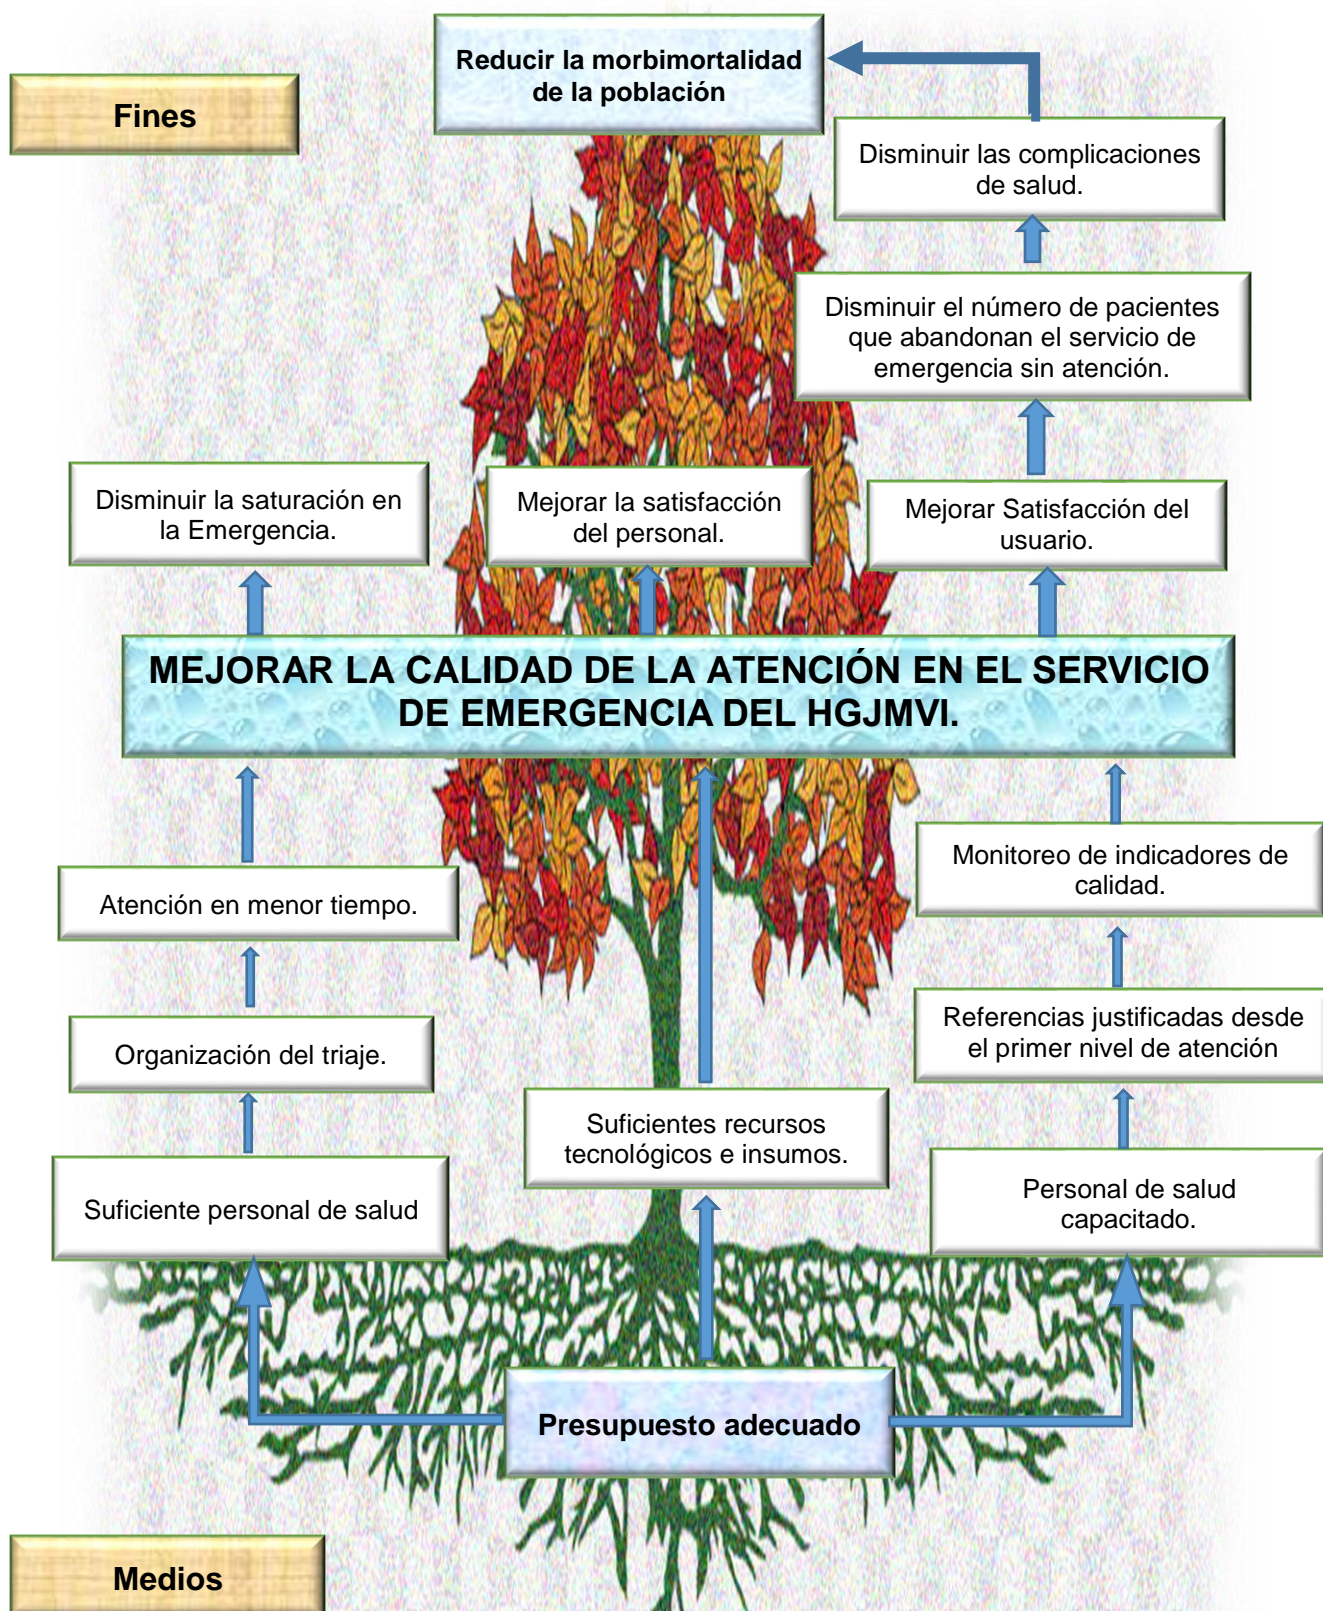 Reducir la morbimortalidad
de la población
Fines
Disminuir las complicaciones
de salud.
Disminuir el número de pacientes
que abandonan el servicio de
emergencia sin atención.
Disminuir la saturación en
la Emergencia.
Mejorar la satisfacción
del personal.
Mejorar Satisfacción del
usuario.
MEJORAR LA CALIDAD DE LA ATENCIÓN EN EL SERVICIO
DE EMERGENCIA DEL HGJMVI.
Atención en menor tiempo.
Monitoreo de indicadores de
calidad.
Organización del triaje.
Referencias justificadas desde
el primer nivel de atención
Suficientes recursos
tecnológicos e insumos.
Suficiente personal de salud
Personal de salud
capacitado.
Presupuesto adecuado
Medios